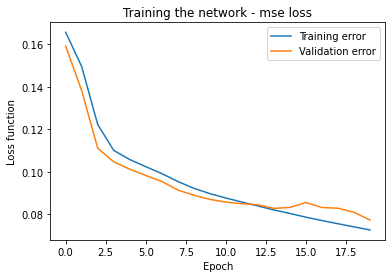 Training the network - mse loss
Training error
Validation error
0.16
0.14
0.12
0.10
0.08
Loss function
0.0 2.5 5.0 7.5 10.0 12.5 15.0 17.5
Epoch